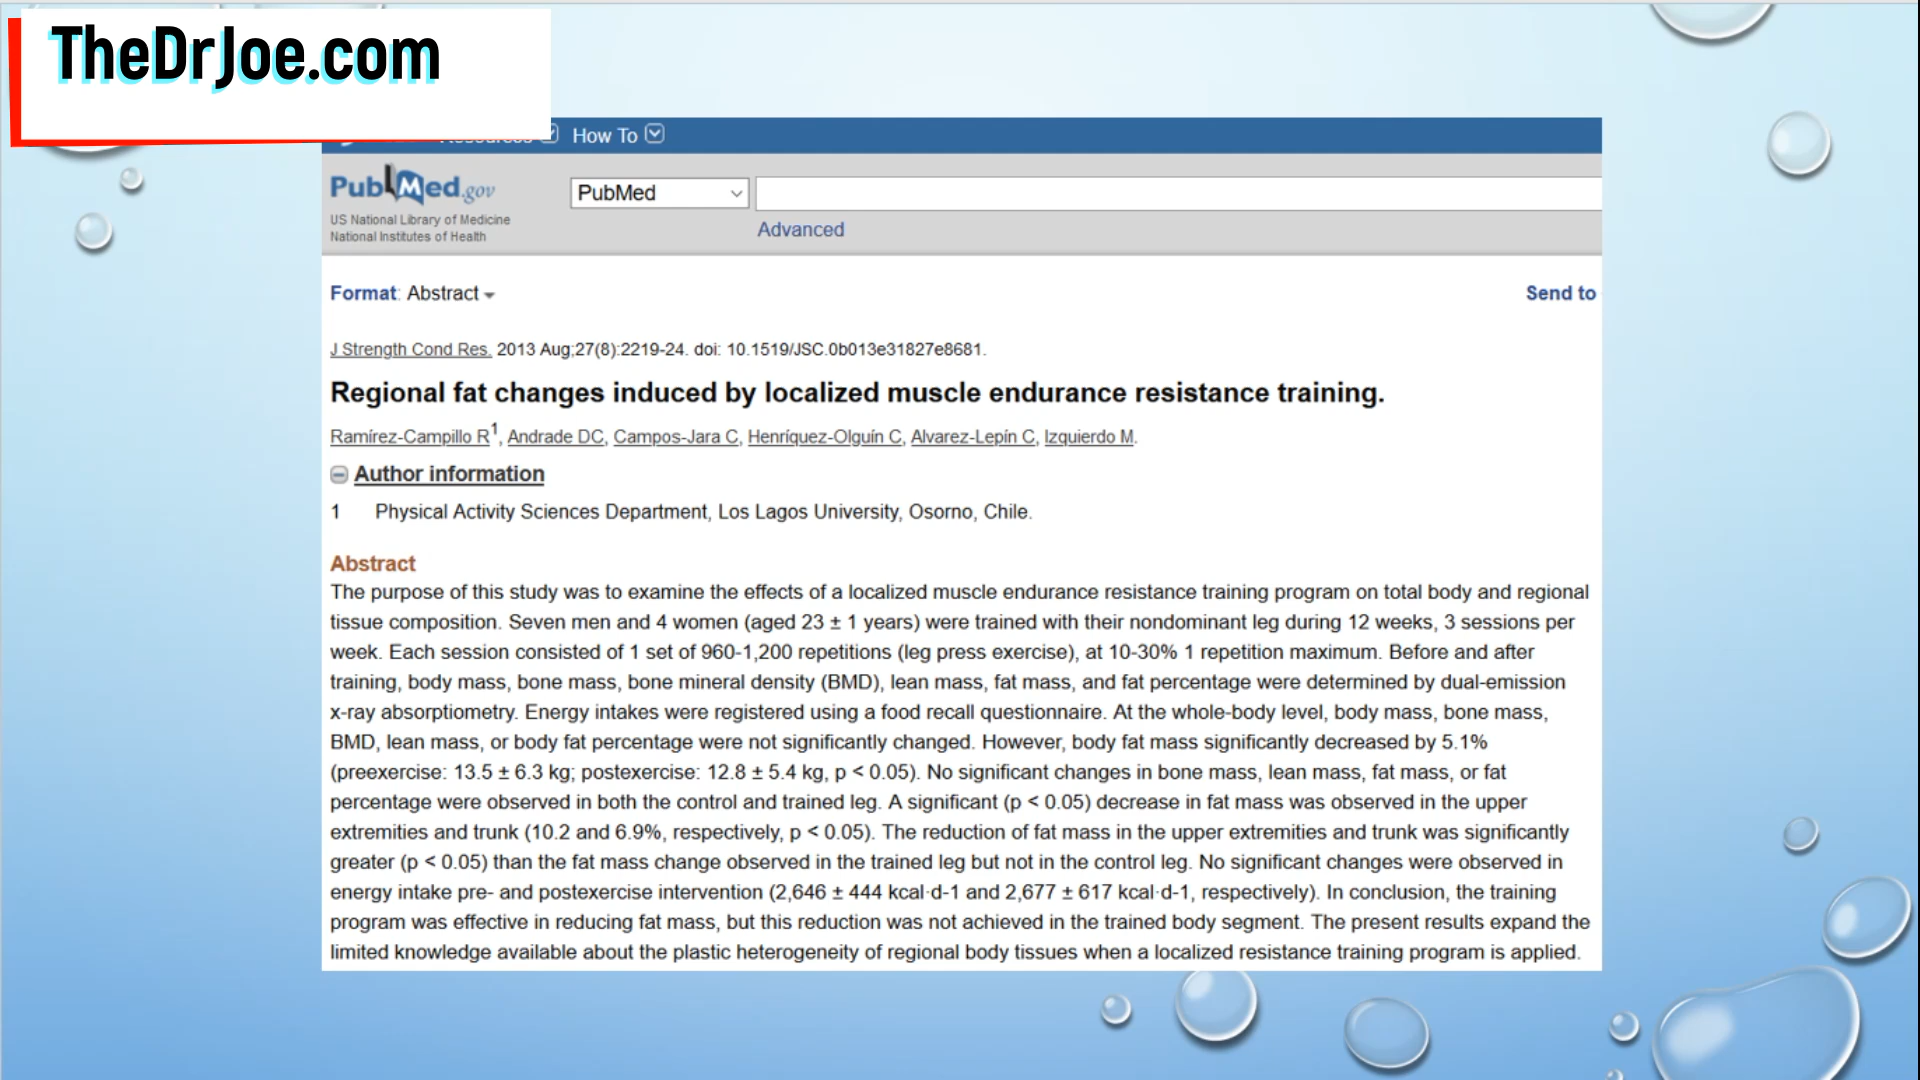 TheDrJoe.com
Resources How To
PubMed.gov
US National Library of Medicine
National Institutes of Health
PubMed
Advanced
Format: Abstract
Send to
J Strength Cond Res. 2013 Aug;27(8):2219-24. doi: 10.1519/JSC.0b013e31827e8681.
Regional fat changes induced by localized muscle endurance resistance training.
Ramírez-Campillo R1, Andrade DC, Campos-Jara C, Henríquez-Olguín C, Alvarez-Lepín C, Izquierdo M.
Author information
1 Physical Activity Sciences Department, Los Lagos University, Osorno, Chile.
Abstract
The purpose of this study was to examine the effects of a localized muscle endurance resistance training program on total body and regional
tissue composition. Seven men and 4 women (aged 23 ± 1 years) were trained with their nondominant leg during 12 weeks, 3 sessions per
week. Each session consisted of 1 set of 960-1,200 repetitions (leg press exercise), at 10-30% 1 repetition maximum. Before and after
training, body mass, bone mass, bone mineral density (BMD), lean mass, fat mass, and fat percentage were determined by dual-emission
x-ray absorptiometry. Energy intakes were registered using a food recall questionnaire. At the whole-body level, body mass, bone mass,
BMD, lean mass, or body fat percentage were not significantly changed. However, body fat mass significantly decreased by 5.1%
(preexercise: 13.5 ± 6.3 kg; postexercise: 12.8 ± 5.4 kg, p < 0.05). No significant changes in bone mass, lean mass, fat mass, or fat
percentage were observed in both the control and trained leg. A significant (p < 0.05) decrease in fat mass was observed in the upper
extremities and trunk (10.2 and 6.9%, respectively, p < 0.05). The reduction of fat mass in the upper extremities and trunk was significantly
greater (p < 0.05) than the fat mass change observed in the trained leg but not in the control leg. No significant changes were observed in
energy intake pre- and postexercise intervention (2,646 ± 444 kcal·d-1 and 2,677 ± 617 kcal·d-1, respectively). In conclusion, the training
program was effective in reducing fat mass, but this reduction was not achieved in the trained body segment. The present results expand the
limited knowledge available about the plastic heterogeneity of regional body tissues when a localized resistance training program is applied.